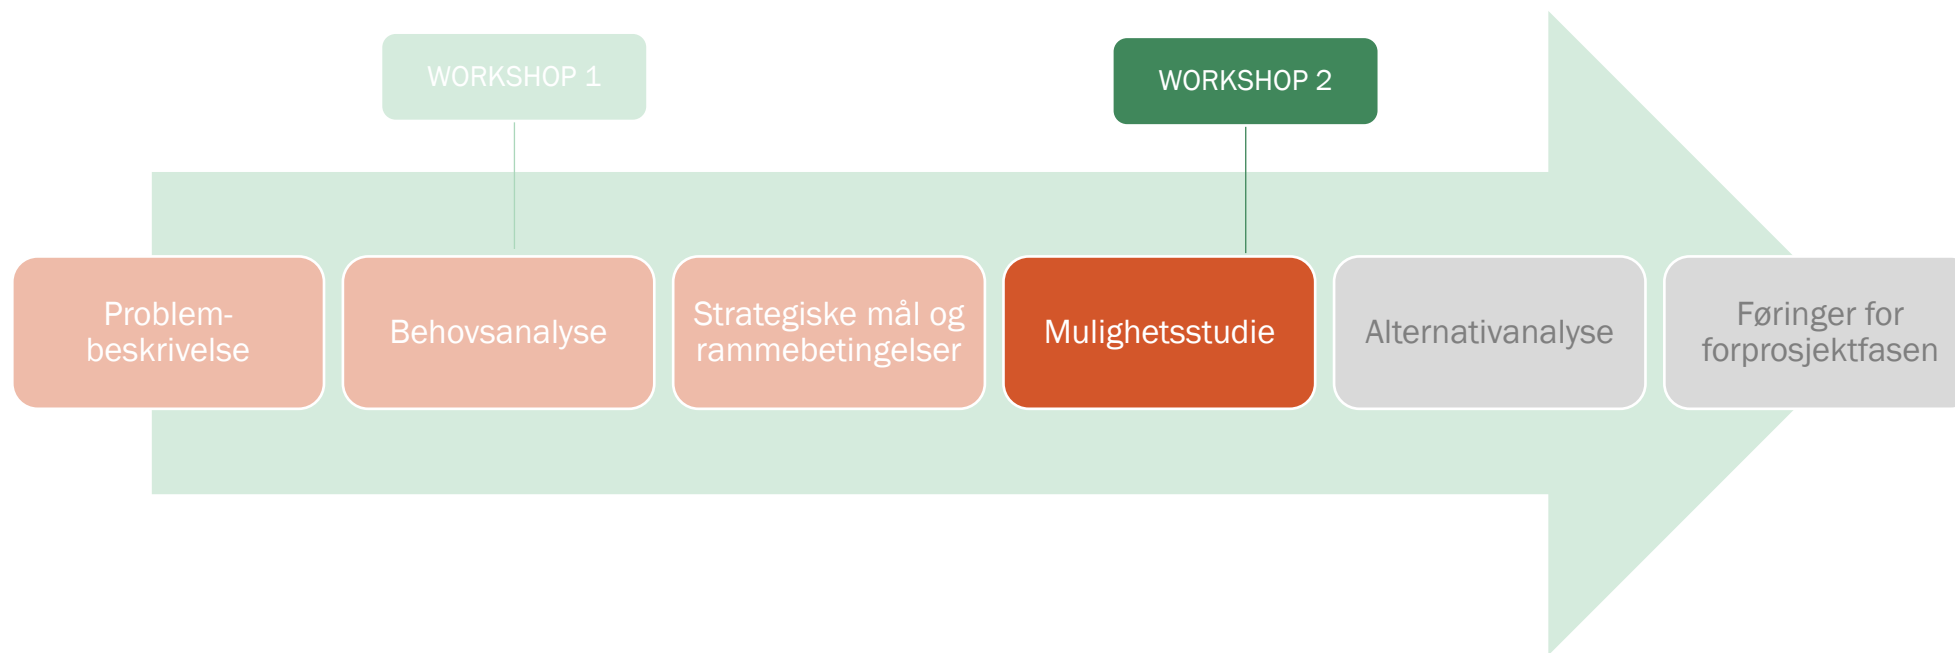 WORKSHOP 1
WORKSHOP 2
Problem-
beskrivelse
Behovsanalyse
Strategiske mål og
rammebetingelser
Mulighetsstudie
Alternativanalyse
Føringer for
forprosjektfasen